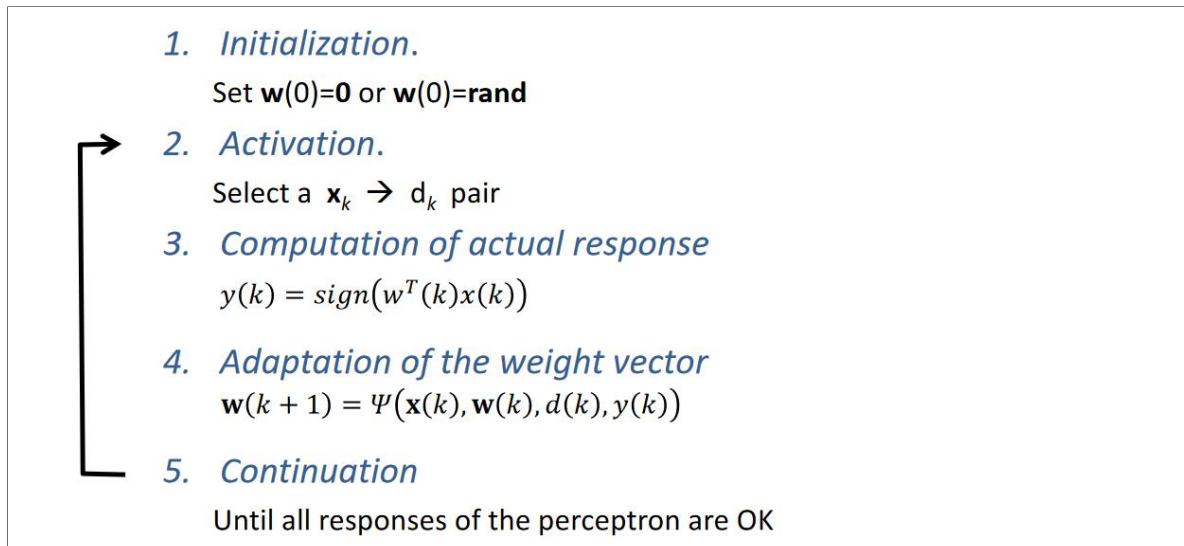 1. Initialization.
Set w(0)=0 or w(0)=rand
2. Activation.
Select a xₖ → dₖ pair
3. Computation of actual response
y(k) = sign(wᵀ(k)x(k))
4. Adaptation of the weight vector
w(k + 1) = Ψ(x(k), w(k), d(k), y(k))
5. Continuation
Until all responses of the perceptron are OK